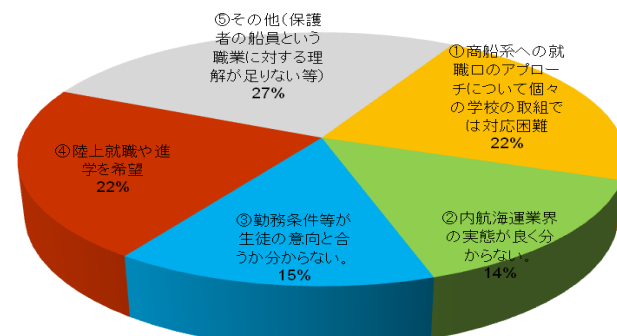 ⑤その他(保護
者の船員という
職業に対する理
解が足りない等)
27%
①商船系への就
職口のアプロー
チについて個々
の学校の取組で
は対応困難
22%
④陸上就職や進
学を希望
22%
③勤務条件等が
生徒の意向と合
うか分からない。
15%
②内航海運業界
の実態が良く分
からない。
14%